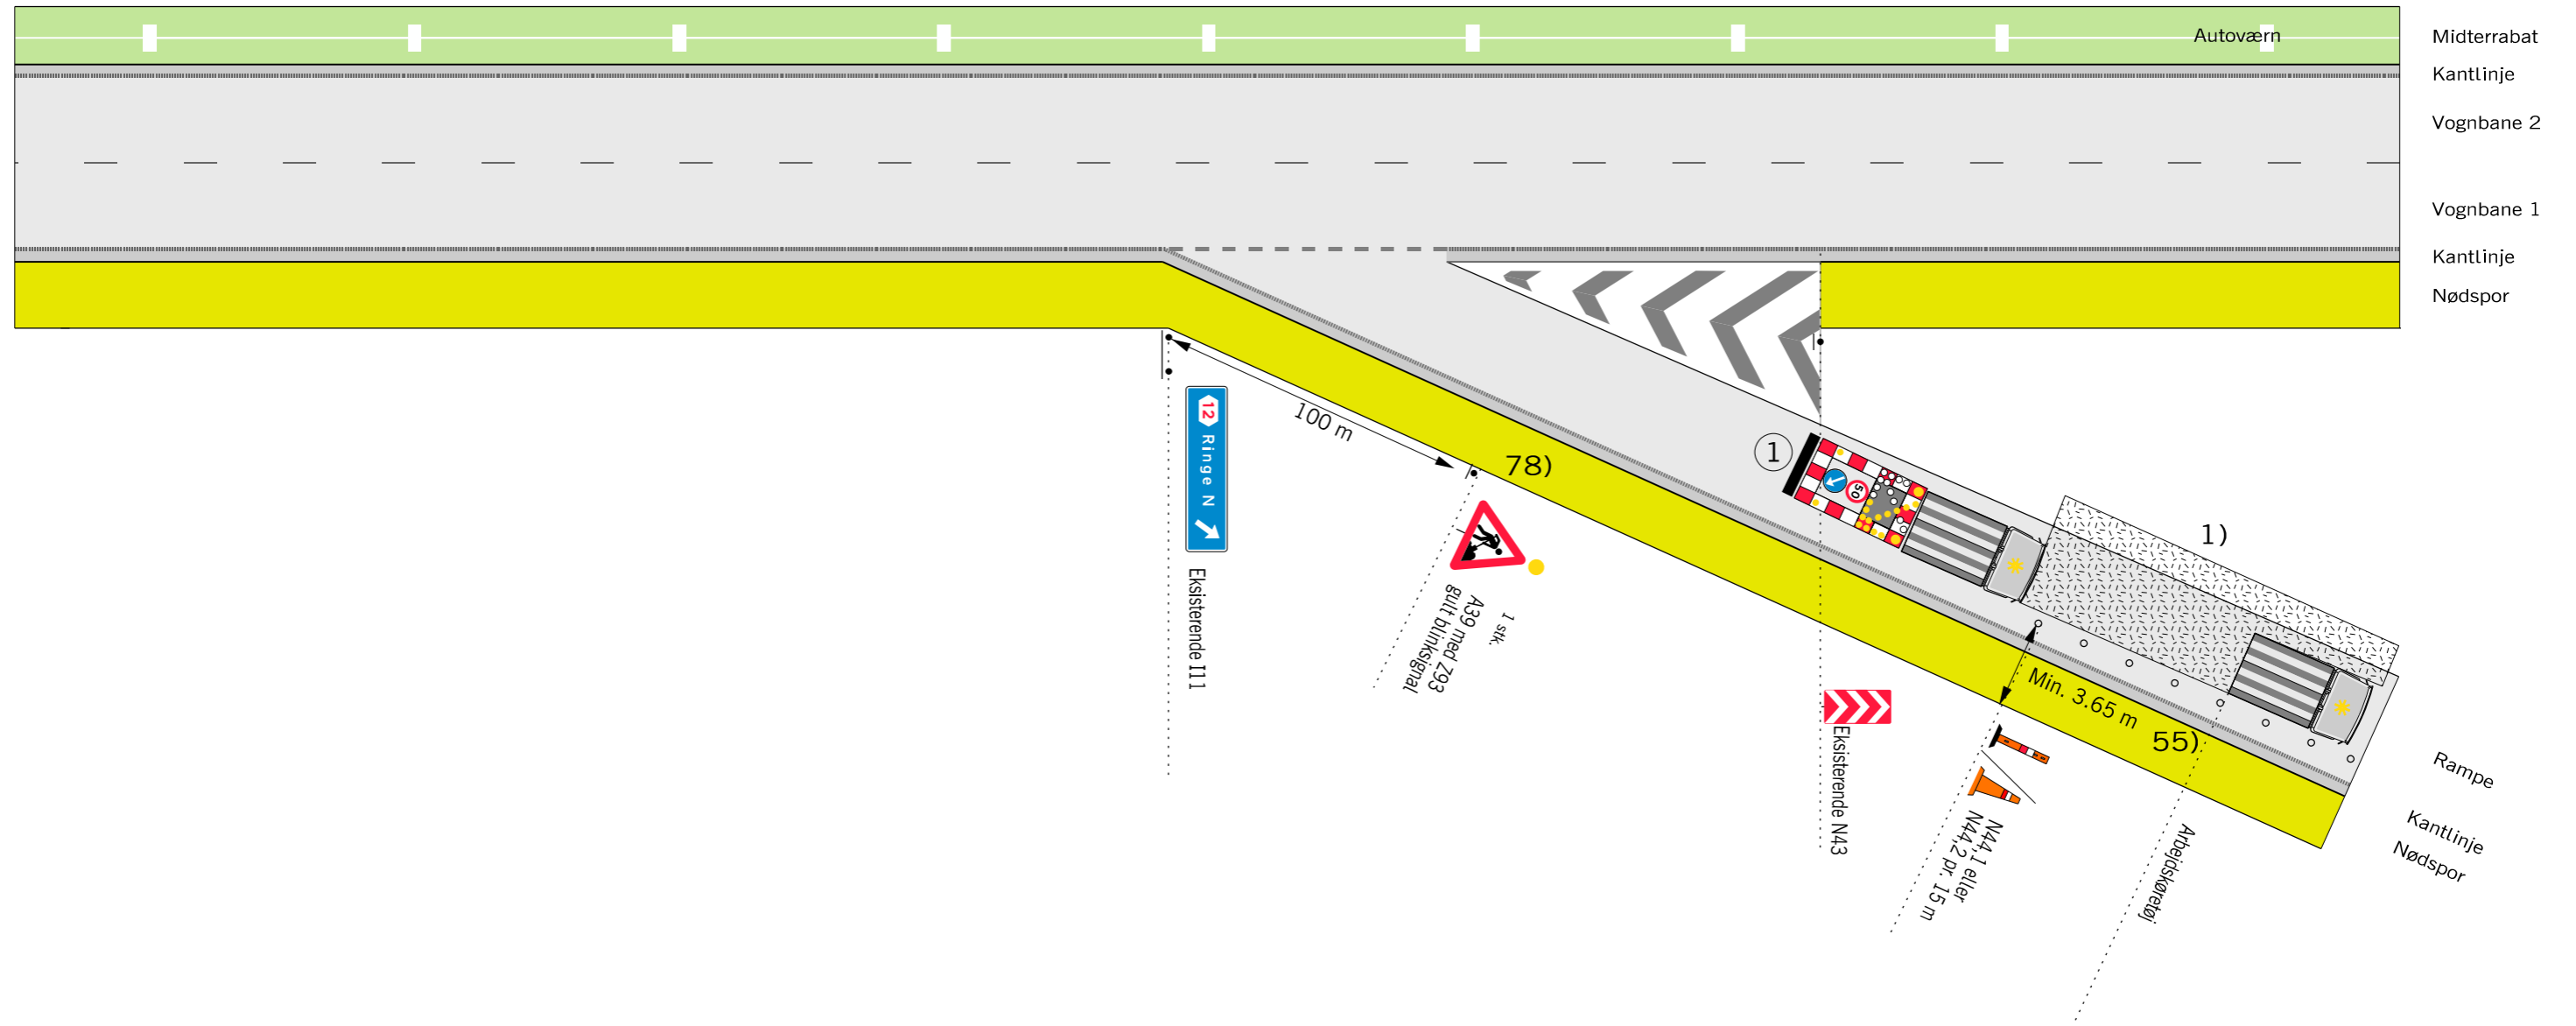 Autoværn
Midterrabat
Kantlinje
Vognbane 2
Vognbane 1
Kantlinje
Nødspor
100 m
78)
1
50
1)
12 Ringe N
Eksisterende I11
1 stk.
A39 med Z93
gult blinksignal
Eksisterende N43
Min. 3.65 m
55)
N44,1 eller
N44,2 pr. 15 m
Arbejdskøretøj
Rampe
Kantlinje
Nødspor